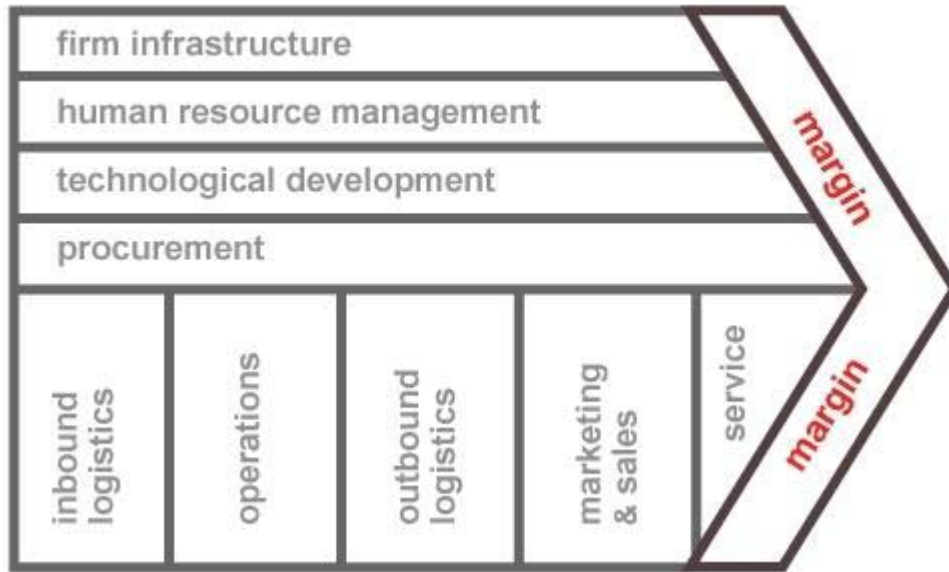 firm infrastructure
human resource management
technological development
procurement
inbound
logistics
operations
outbound
logistics
marketing
& sales
service
margin
margin